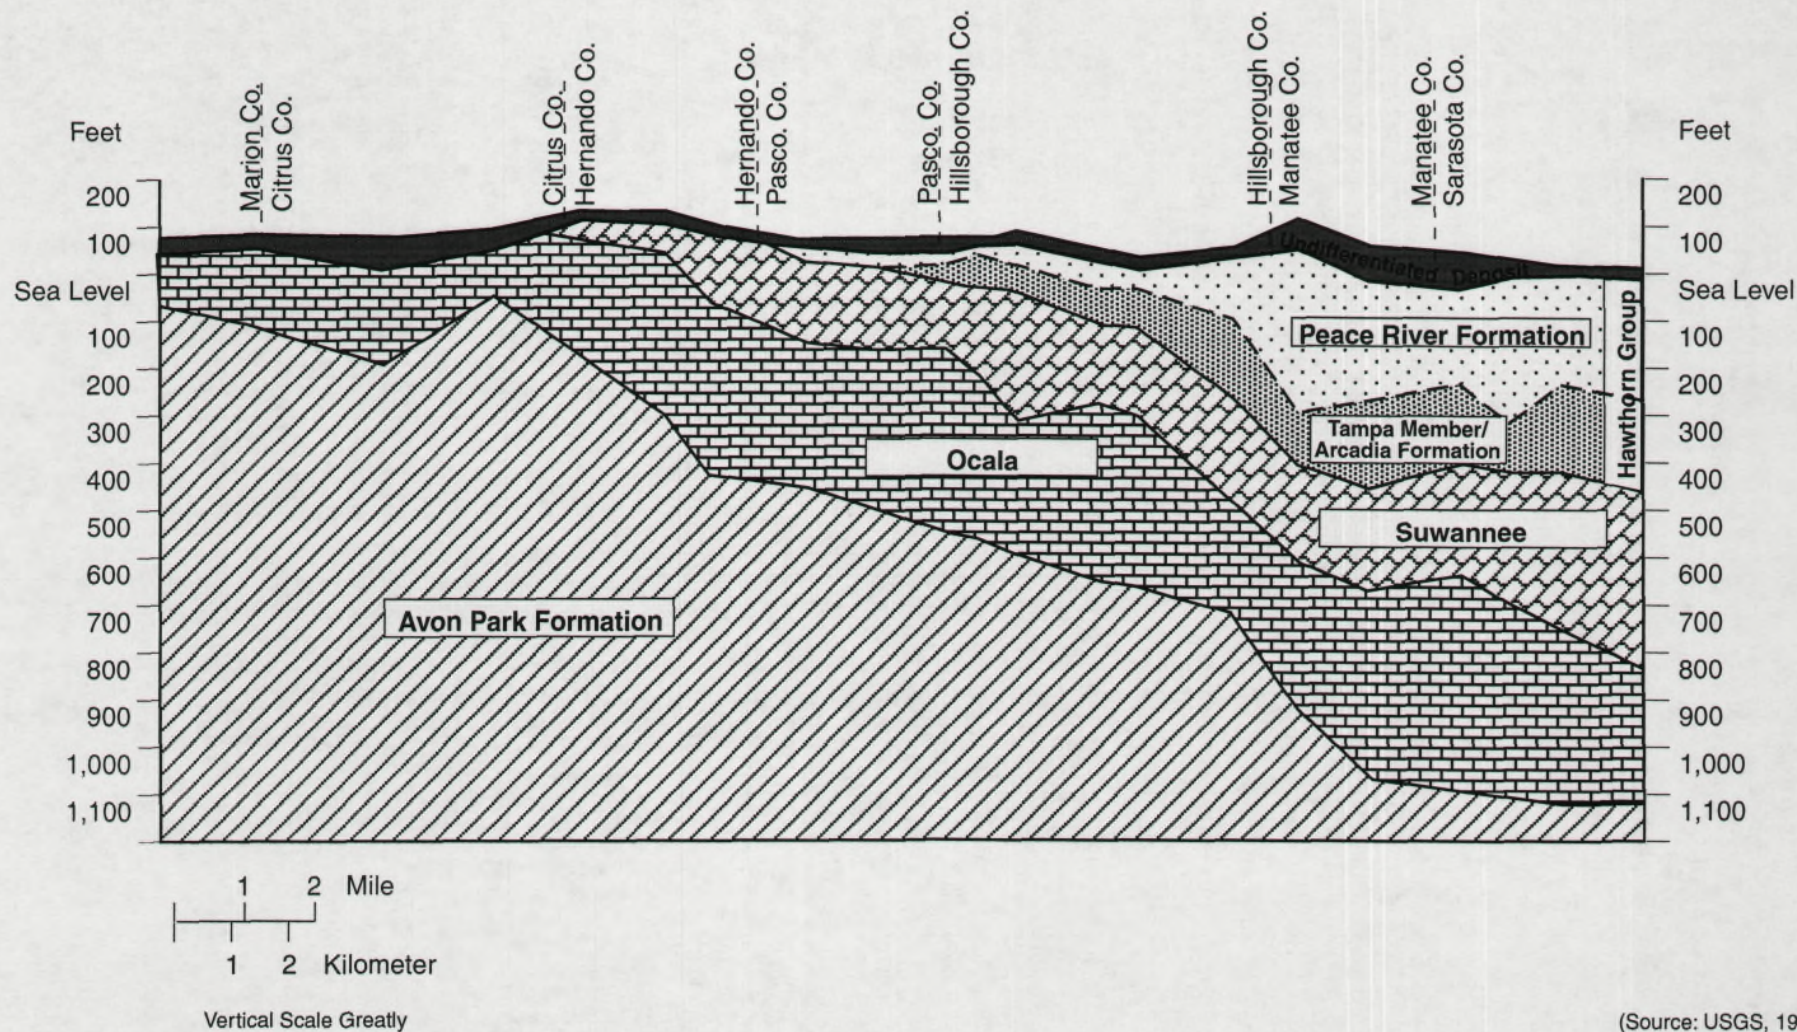 Marion Co.
Citrus Co.
Citrus Co.
Hernando Co.
Hernando Co.
Pasco. Co.
Pasco. Co.
Hillsborough Co.
Hillsborough Co.
Manatee Co.
Manatee Co.
Sarasota Co.
Feet
200
100
Sea Level
100
200
300
400
500
600
700
800
900
1,000
1,100
Feet
200
100
Sea Level
100
200
300
400
500
600
700
800
900
1,000
1,100
Undifferentiated Deposit
Peace River Formation
Hawthorn Group
Tampa Member/
Arcadia Formation
Ocala
Suwannee
Avon Park Formation
1 2 Mile
1 2 Kilometer
Vertical Scale Greatly
(Source: USGS, 19